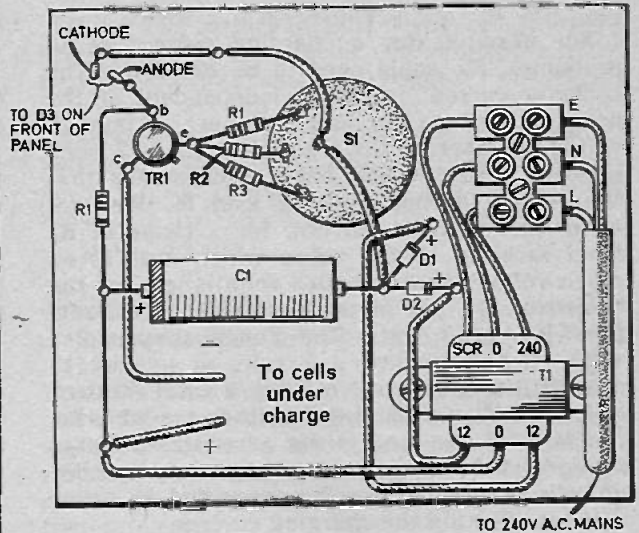 CATHODE
ANODE
TO D3 ON
FRONT OF
PANEL
b
c
e
TR1
R1
R2
R3
S1
E
N
L
R1
C1
+
D1
+
D2
+
SCR 0 240
T1
12 0 12
To cells
under
charge
+
TO 240V A.C. MAINS